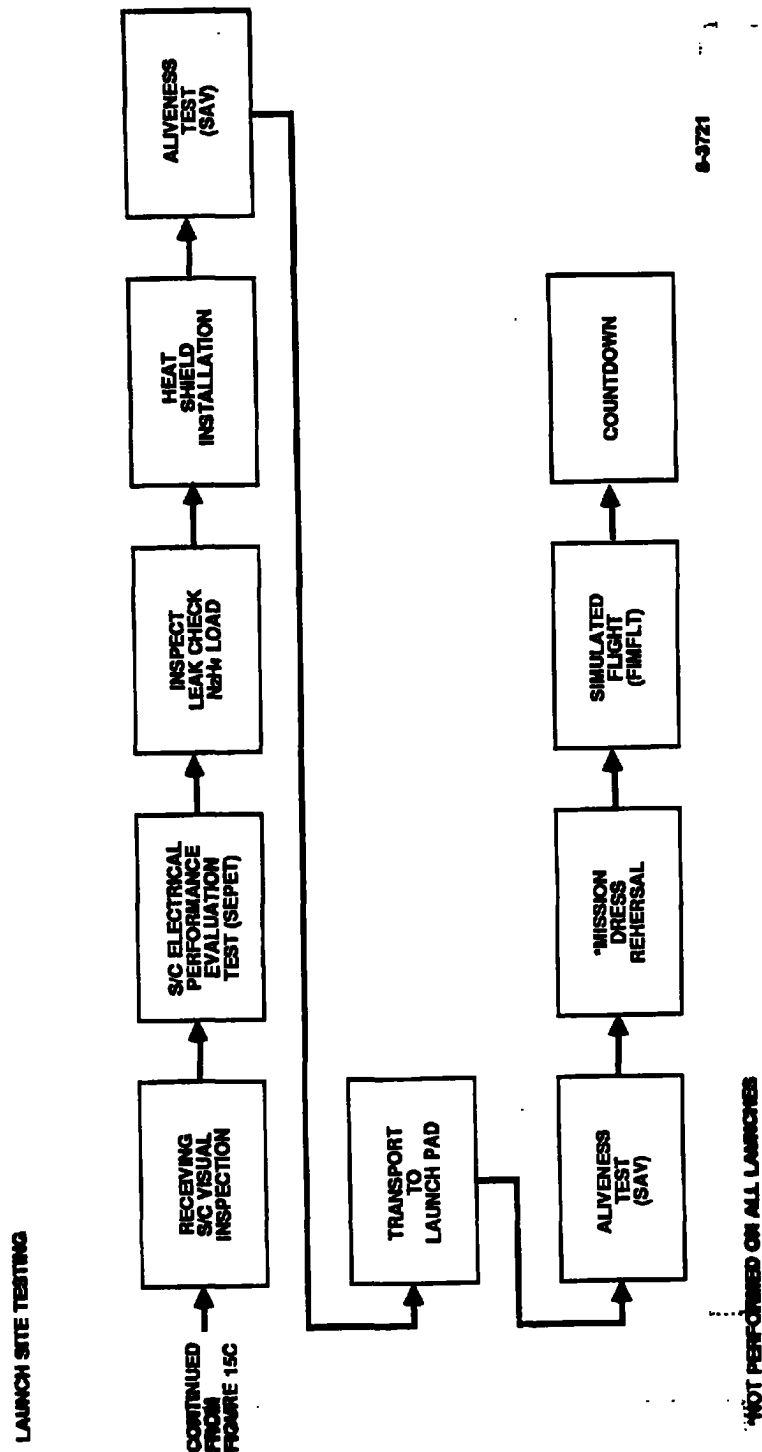 LAUNCH SITE TESTING
CONTINUED
FROM
FIGURE 15C
RECEIVING
S/C VISUAL
INSPECTION
S/C ELECTRICAL
PERFORMANCE
EVALUATION
TEST (SEPET)
INSPECT
LEAK CHECK
N2H4 LOAD
HEAT
SHIELD
INSTALLATION
ALIVENESS
TEST
(SAV)
TRANSPORT
TO
LAUNCH PAD
ALIVENESS
TEST
(SAV)
*MISSION
DRESS
REHERSAL
SIMULATED
FLIGHT
(FIMFLT)
COUNTDOWN
*NOT PERFORMED ON ALL LAUNCHES
8-3721